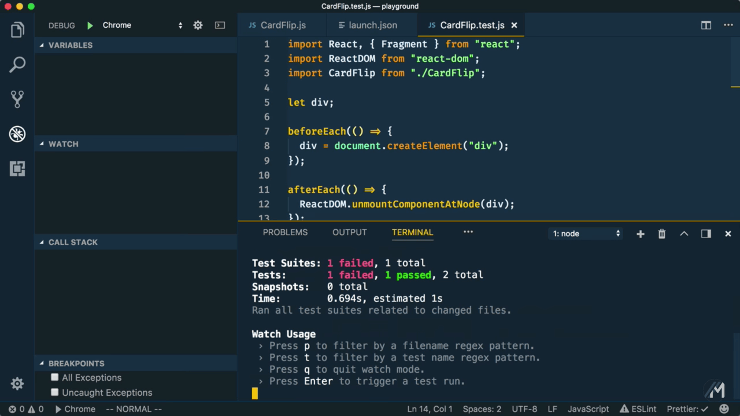 CardFlip.test.js — playground
DEBUG Chrome
CardFlip.js launch.json CardFlip.test.js
VARIABLES
WATCH
CALL STACK
BREAKPOINTS
All Exceptions
Uncaught Exceptions
1 import React, { Fragment } from "react";
2 import ReactDOM from "react-dom";
3 import CardFlip from "./CardFlip";
4
5 let div;
6
7 beforeEach(() => {
8 div = document.createElement("div");
9 });
10
11 afterEach(() => {
12 ReactDOM.unmountComponentAtNode(div);
13 });
PROBLEMS OUTPUT TERMINAL ••• 1: node
Test Suites: 1 failed, 1 total
Tests: 1 failed, 1 passed, 2 total
Snapshots: 0 total
Time: 0.694s, estimated 1s
Ran all test suites related to changed files.
Watch Usage
› Press p to filter by a filename regex pattern.
› Press t to filter by a test name regex pattern.
› Press q to quit watch mode.
› Press Enter to trigger a test run.
M
0 0 Chrome -- NORMAL -- Ln 14, Col 1 Spaces: 2 UTF-8 LF JavaScript ESLint Prettier: ✓